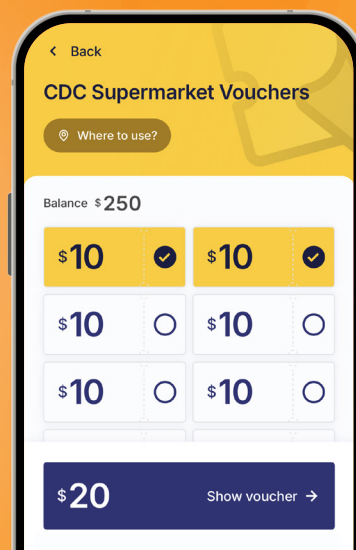 Back
CDC Supermarket Vouchers
Where to use?
Balance $250
$10 $10
$10 $10
$10 $10
$20 Show voucher →